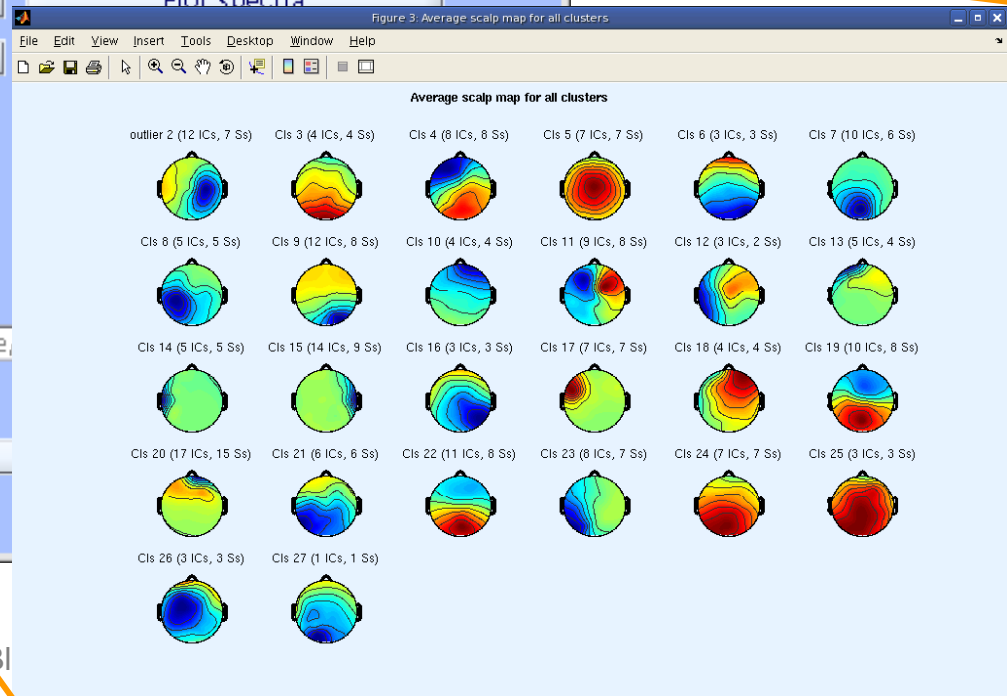 Plot spectra
Figure 3: Average scalp map for all clusters
File Edit View Insert Tools Desktop Window Help
Average scalp map for all clusters
outlier 2 (12 ICs, 7 Ss) Cls 3 (4 ICs, 4 Ss) Cls 4 (8 ICs, 8 Ss) Cls 5 (7 ICs, 7 Ss) Cls 6 (3 ICs, 3 Ss) Cls 7 (10 ICs, 6 Ss)
Cls 8 (5 ICs, 5 Ss) Cls 9 (12 ICs, 8 Ss) Cls 10 (4 ICs, 4 Ss) Cls 11 (9 ICs, 8 Ss) Cls 12 (3 ICs, 2 Ss) Cls 13 (5 ICs, 4 Ss)
Cls 14 (5 ICs, 5 Ss) Cls 15 (14 ICs, 9 Ss) Cls 16 (3 ICs, 3 Ss) Cls 17 (7 ICs, 7 Ss) Cls 18 (4 ICs, 4 Ss) Cls 19 (10 ICs, 8 Ss)
Cls 20 (17 ICs, 15 Ss) Cls 21 (6 ICs, 6 Ss) Cls 22 (11 ICs, 8 Ss) Cls 23 (8 ICs, 7 Ss) Cls 24 (7 ICs, 7 Ss) Cls 25 (3 ICs, 3 Ss)
Cls 26 (3 ICs, 3 Ss) Cls 27 (1 ICs, 1 Ss)